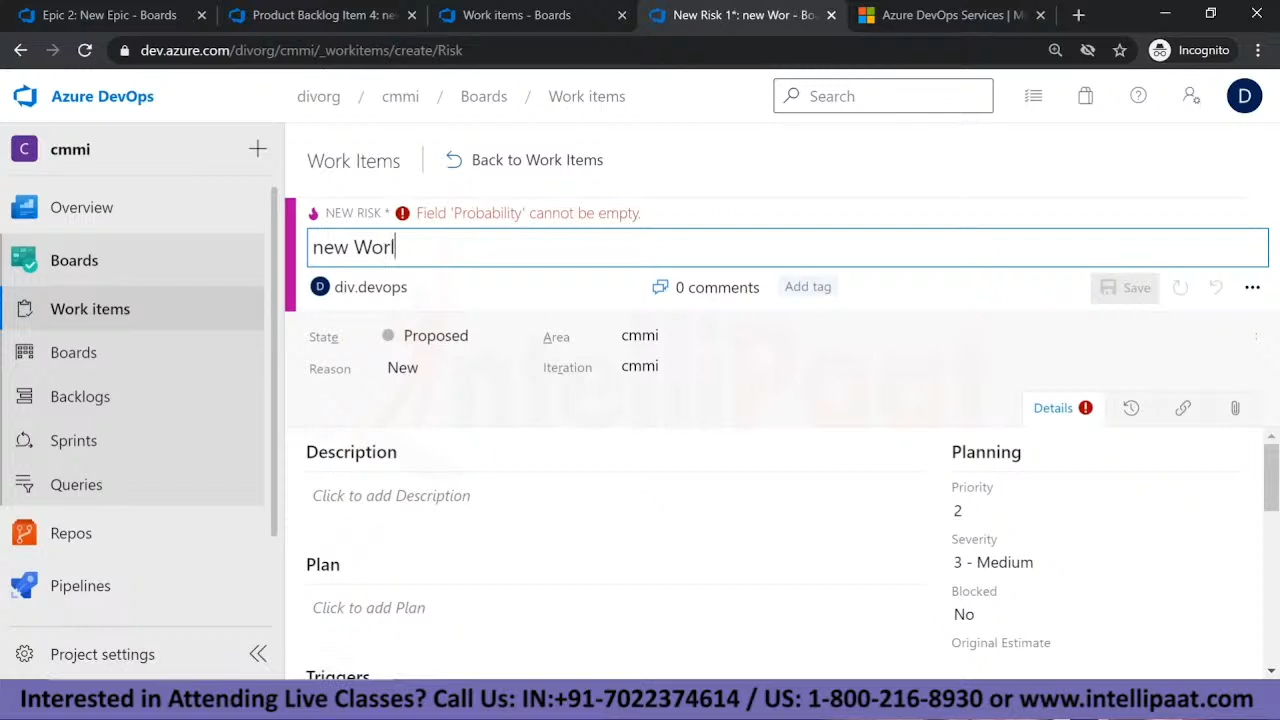 Epic 2: New Epic - Boards
Product Backlog Item 4: ne
Work items - Boards
New Risk 1*: new Wor - Bo
Azure DevOps Services | M
dev.azure.com/divorg/cmmi/_workitems/create/Risk
Incognito
Azure DevOps
divorg / cmmi / Boards / Work items
Search
D
C cmmi
Overview
Boards
Work items
Boards
Backlogs
Sprints
Queries
Repos
Pipelines
Project settings
Work Items
Back to Work Items
NEW RISK * Field 'Probability' cannot be empty.
new Worl
D div.devops
0 comments
Add tag
Save
State Proposed
Area cmmi
Reason New
Iteration cmmi
Details
Description
Click to add Description
Plan
Click to add Plan
Triggers
Planning
Priority
2
Severity
3 - Medium
Blocked
No
Original Estimate
IntelliPaat
Interested in Attending Live Classes? Call Us: IN:+91-7022374614 / US: 1-800-216-8930 or www.intellipaat.com